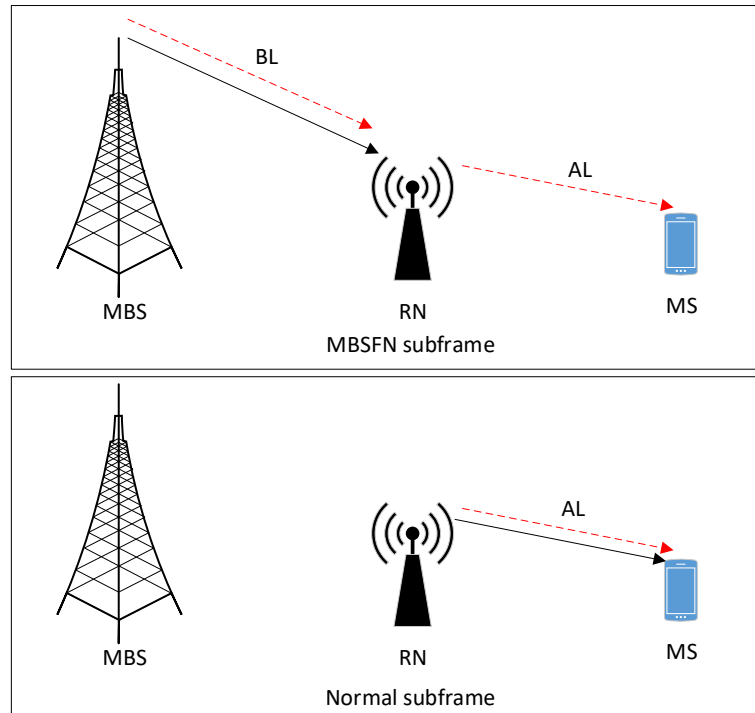 BL
AL
MBS
RN
MS
MBSFN subframe
AL
MBS
RN
MS
Normal subframe